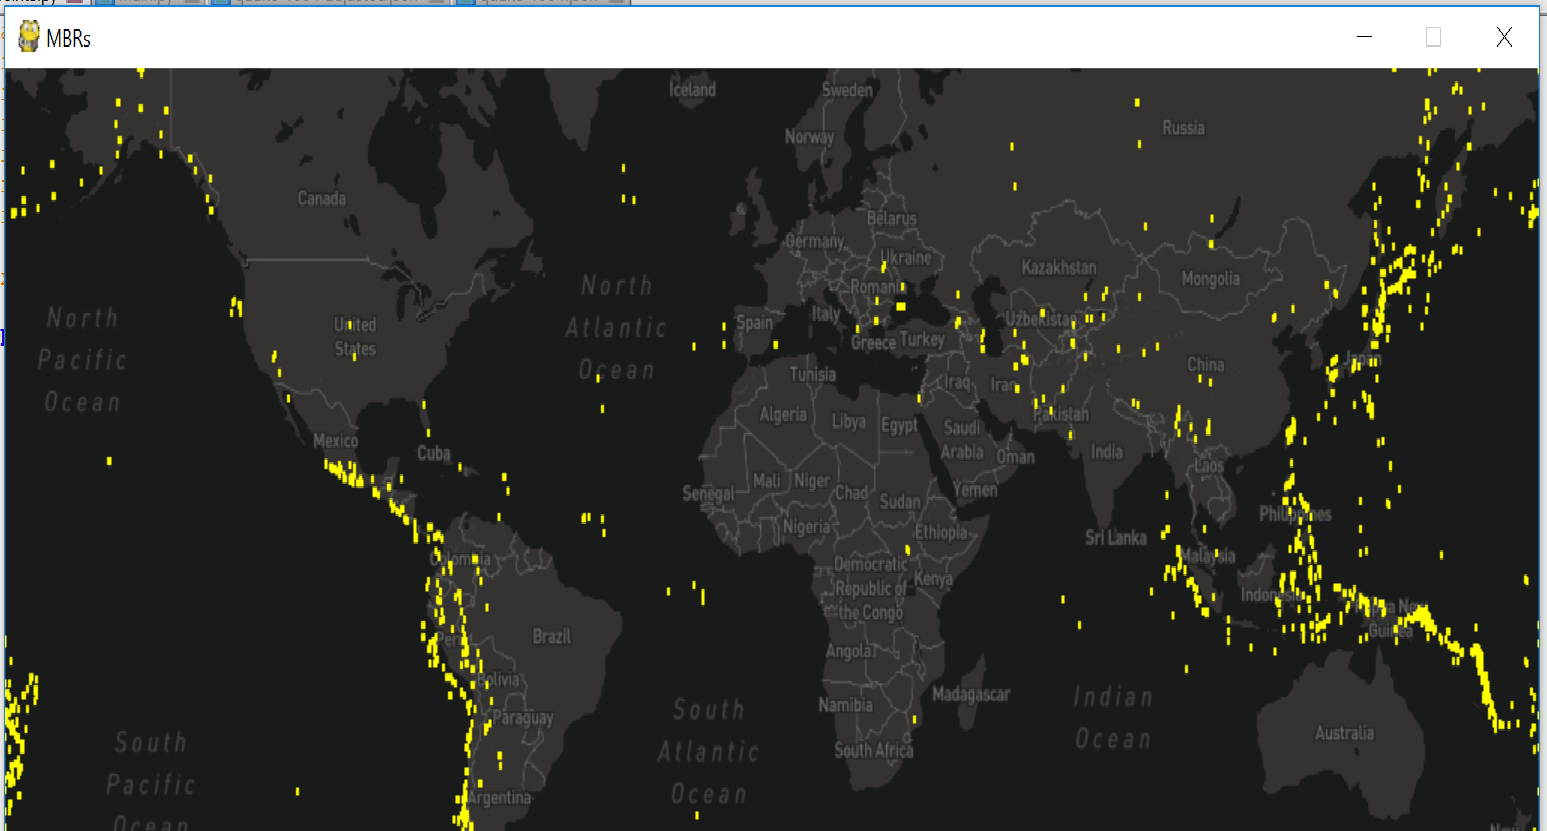 main.py
MBRs
Iceland
Sweden
Norway
Russia
Canada
Belarus
Germany
Ukraine
Kazakhstan
Mongolia
Romania
North
Atlantic
Ocean
North
Pacific
Ocean
United
States
Spain
Italy
Uzbekistan
Greece
Turkey
Japan
China
Tunisia
Iraq
Iran
Algeria
Libya
Egypt
Pakistan
Saudi
Arabia
Oman
India
Mexico
Cuba
Laos
Mali
Niger
Chad
Senegal
Sudan
Yemen
Philippines
Nigeria
Ethiopia
Sri Lanka
Colombia
Malaysia
Democratic
Republic of
the Congo
Kenya
Indonesia
Papua New
Guinea
Brazil
Peru
Angola
Bolivia
Madagascar
Namibia
Paraguay
South
Atlantic
Ocean
Indian
Ocean
South Africa
Australia
South
Pacific
Ocean
Argentina
New